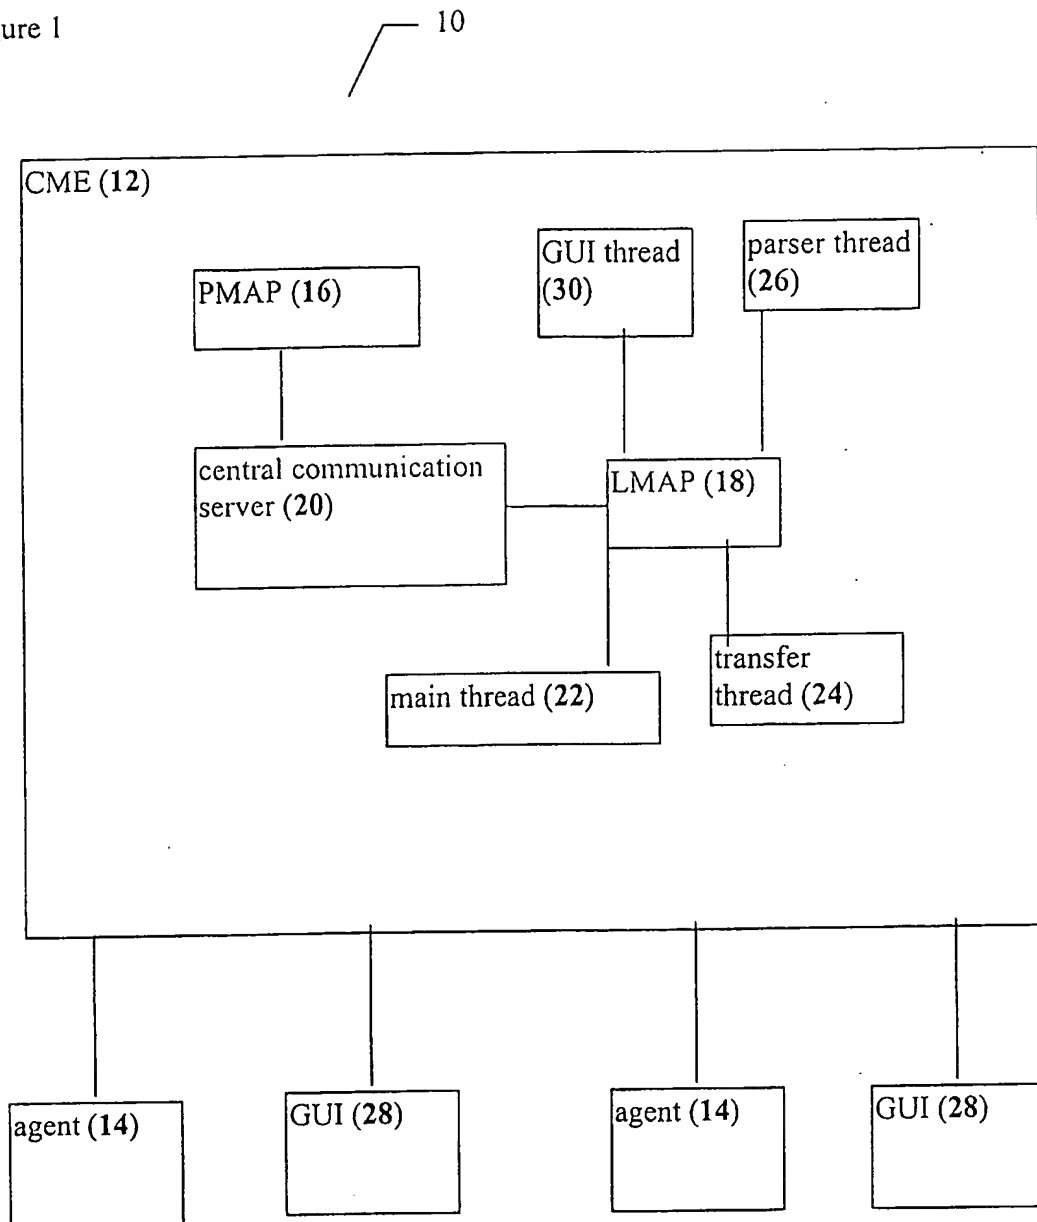 ure 1
10
CME (12)
GUI thread
(30)
parser thread
(26)
PMAP (16)
central communication
server (20)
LMAP (18)
main thread (22)
transfer
thread (24)
agent (14)
GUI (28)
agent (14)
GUI (28)